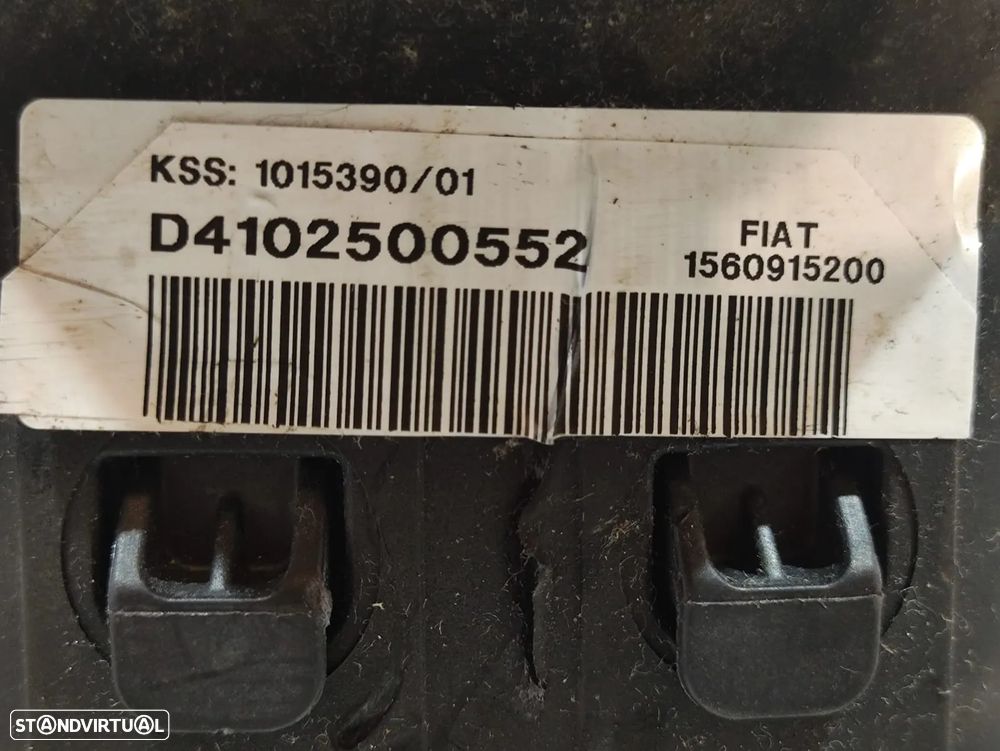 KSS: 1015390/01
D4102500552
FIAT
1560915200
STANDVIRTUAL